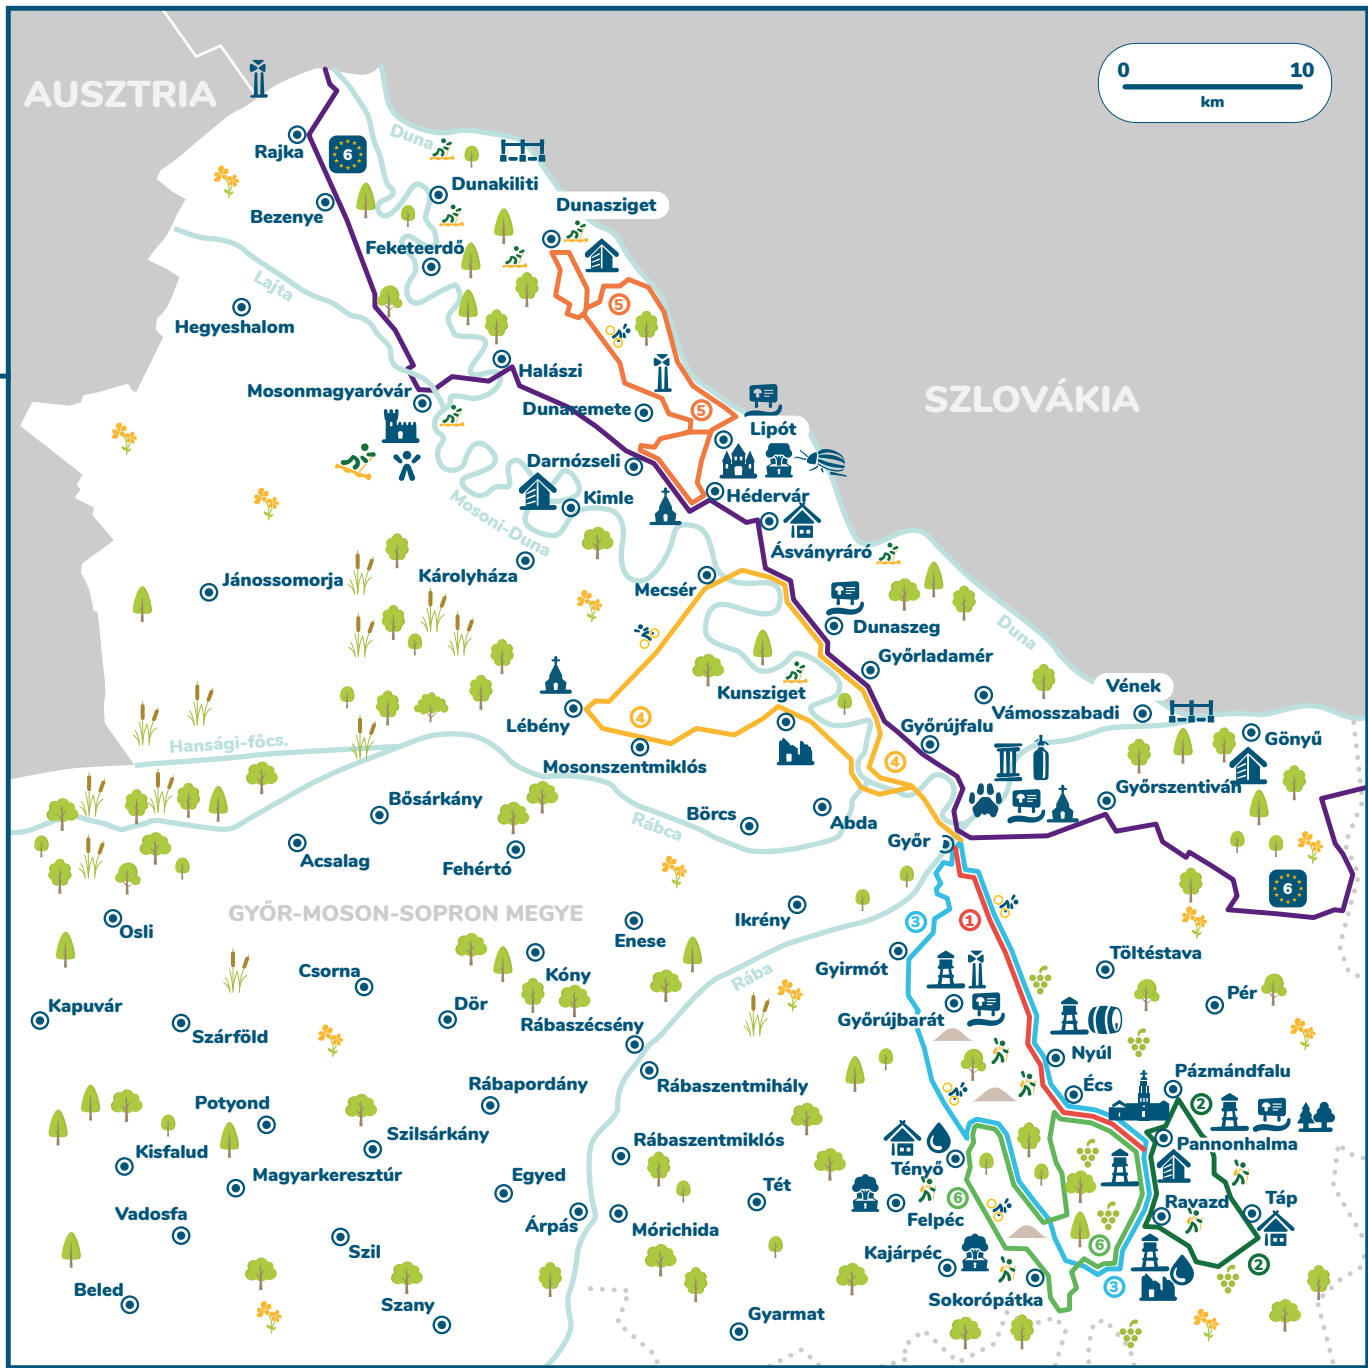 0 10
km
AUSZTRIA
Rajka
6
Duna
Dunakiliti
Bezenye
Dunasziget
Feketeerdő
Lajta
Hegyeshalom
5
Halászi
Mosonmagyaróvár
Dunaremete
5
SZLOVÁKIA
Lipót
Darnózseli
Kimle
Hédervár
Mosoni-Duna
Ásványráró
Károlyháza
Jánossomorja
Mecsér
Dunaszeg
Duna
Győrladamér
Kunsziget
Vének
Lébény
4
Győrújfalu
Vámosszabadi
Hansági-főcs.
Gönyű
Mosonszentmiklós
4
Győrszentiván
Bősárkány
Börcs
Abda
Rábca
Győr
Acsalag
Fehértó
6
GYŐR-MOSON-SOPRON MEGYE
Ikrény
3
1
Osli
Enese
Csorna
Kóny
Rába
Gyirmót
Töltéstava
Kapuvár
Dör
Pér
Szárföld
Rábaszécsény
Győrújbarát
Nyúl
Rábapordány
Rábaszentmihály
Écs
Pázmándfalu
Potyond
2
Szilsárkány
Rábaszentmiklós
Pannonhalma
Kisfalud
Tényő
Magyarkeresztúr
Egyed
Tét
6
Ravazd
Táp
Vadosfa
Árpás
Mórichida
Felpéc
Szil
Kajárpéc
6
2
Beled
3
Szany
Sokorópátka
Gyarmat